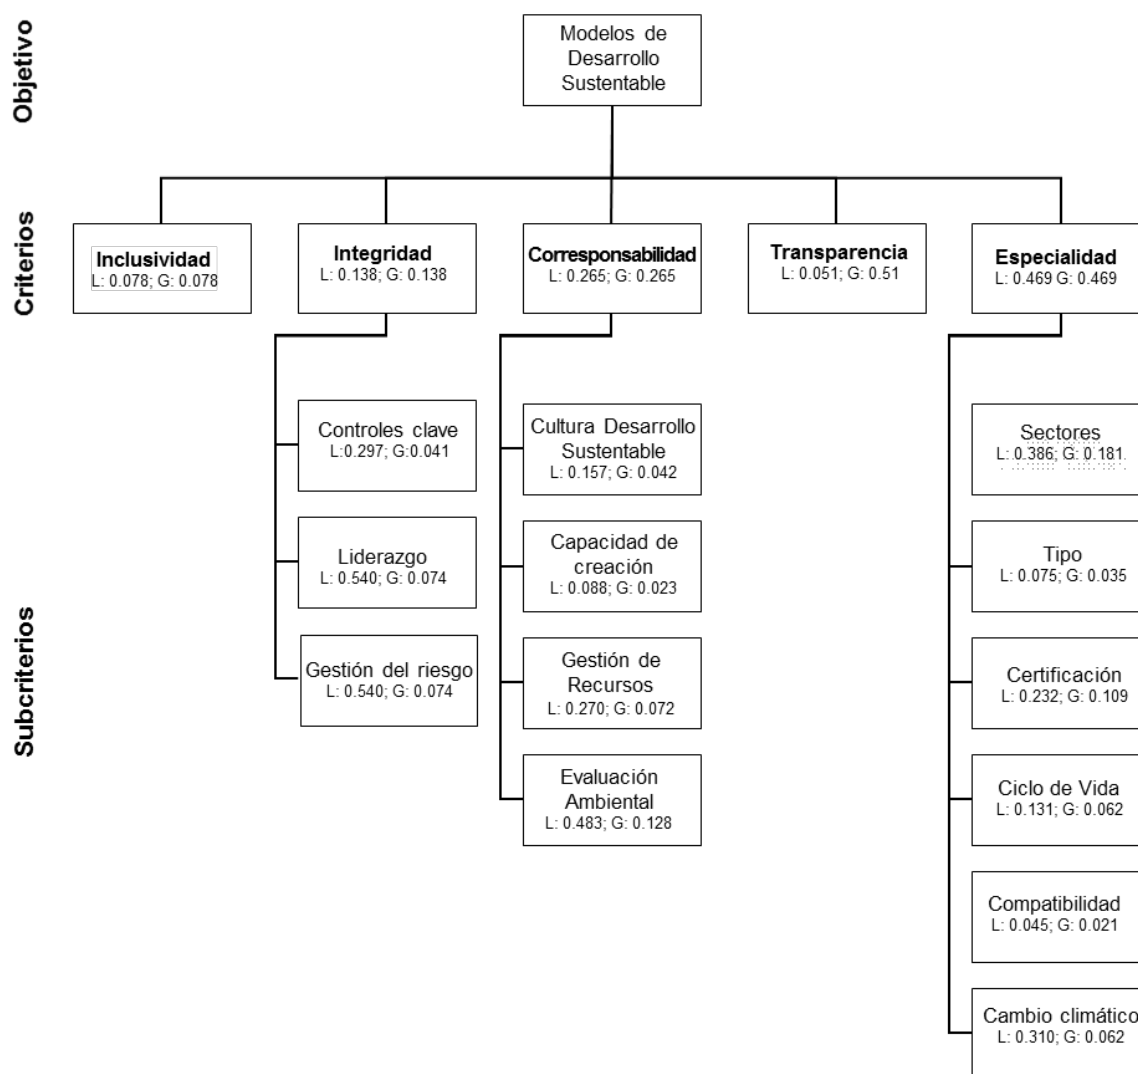 Objetivo
Modelos de
Desarrollo
Sustentable
Criterios
Inclusividad
L: 0.078; G: 0.078
Integridad
L: 0.138; G: 0.138
Corresponsabilidad
L: 0.265; G: 0.265
Transparencia
L: 0.051; G: 0.51
Especialidad
L: 0.469 G: 0.469
Subcriterios
Controles clave
L:0.297; G:0.041
Liderazgo
L: 0.540; G: 0.074
Gestión del riesgo
L: 0.540; G: 0.074
Cultura Desarrollo
Sustentable
L: 0.157; G: 0.042
Capacidad de
creación
L: 0.088; G: 0.023
Gestión de
Recursos
L: 0.270; G: 0.072
Evaluación
Ambiental
L: 0.483; G: 0.128
Sectores
L: 0.386; G: 0.181
Tipo
L: 0.075; G: 0.035
Certificación
L: 0.232; G: 0.109
Ciclo de Vida
L: 0.131; G: 0.062
Compatibilidad
L: 0.045; G: 0.021
Cambio climático
L: 0.310; G: 0.062